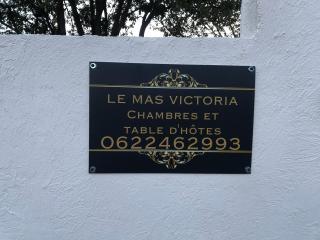 LE MAS VICTORIA
CHAMBRES ET
TABLE D'HÔTES
0622462993